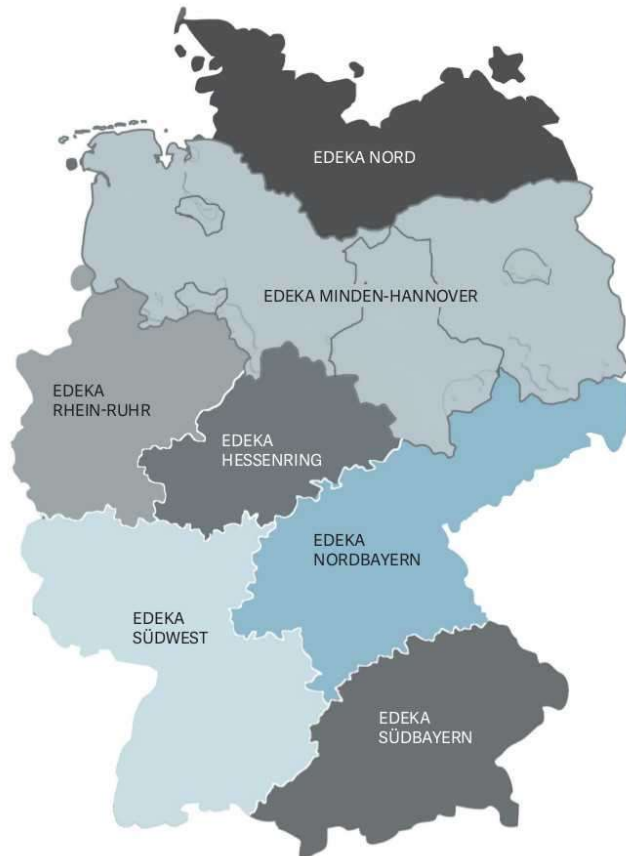 EDEKA NORD
EDEKA MINDEN-HANNOVER
EDEKA
RHEIN-RUHR
EDEKA
HESSENRING
EDEKA
NORDBAYERN
EDEKA
SÜDWEST
EDEKA
SÜDBAYERN